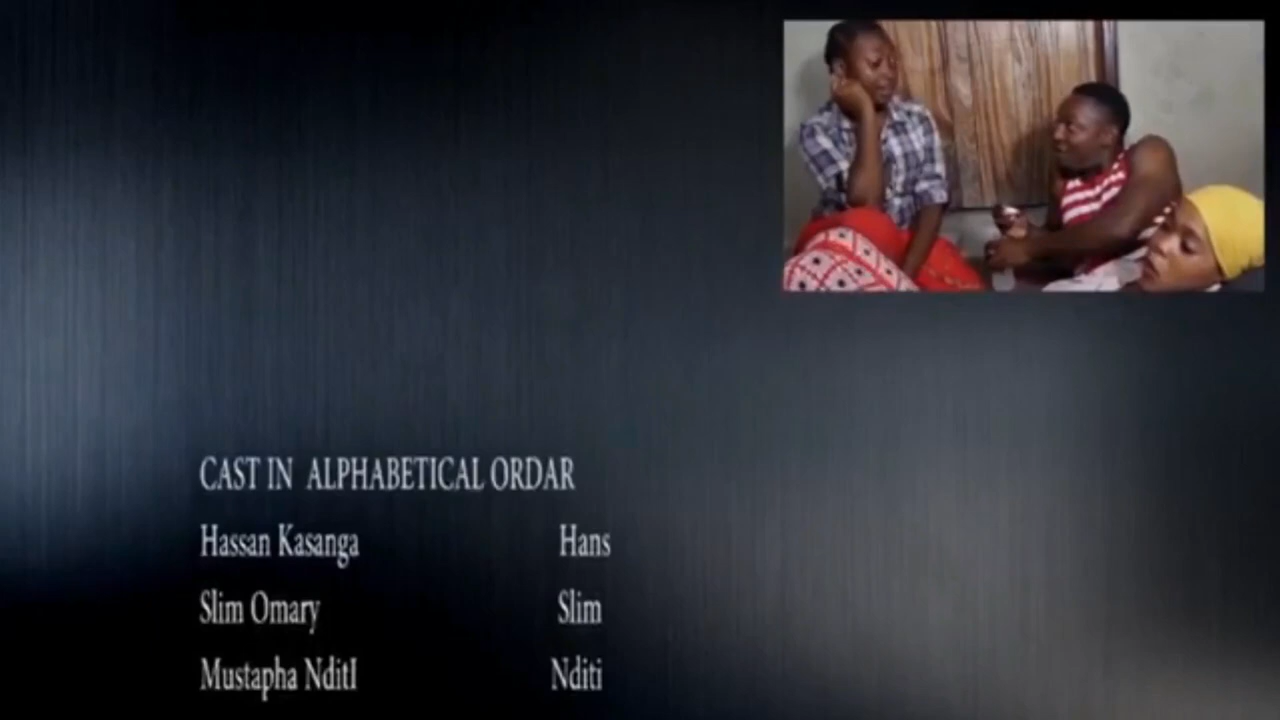 CAST IN ALPHABETICAL ORDAR
Hassan Kasanga Hans
Slim Omary Slim
Mustapha NditI Nditi